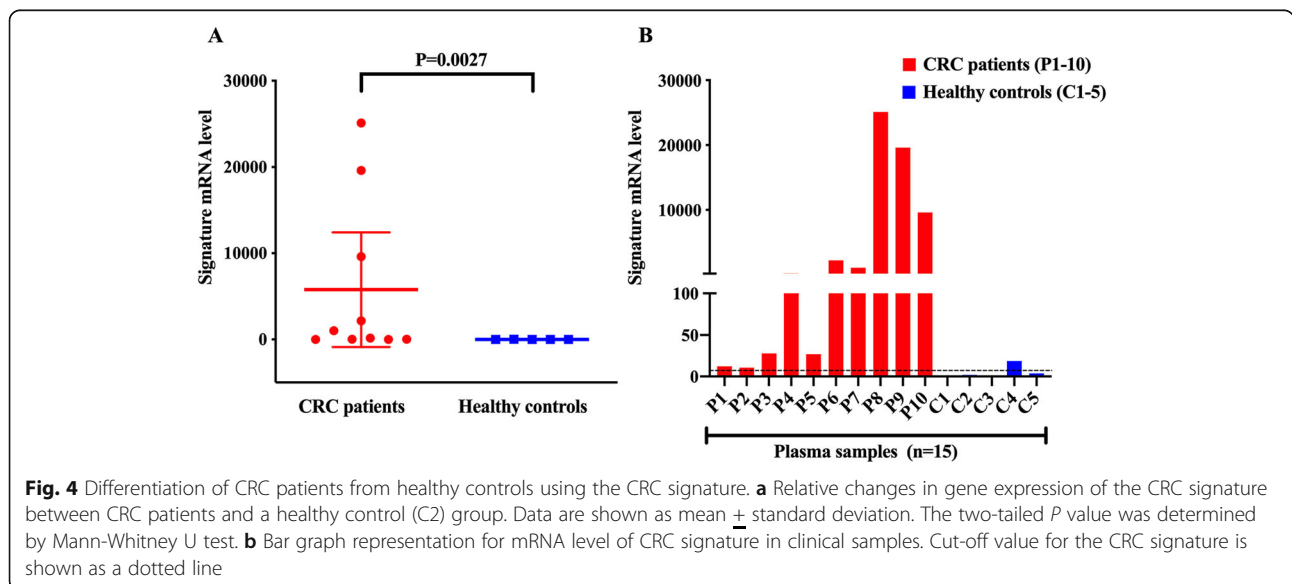 A
P=0.0027
Signature mRNA level
30000
20000
10000
0
CRC patients
Healthy controls
B
CRC patients (P1-10)
Healthy controls (C1-5)
Signature mRNA level
30000
20000
10000
100
50
0
P1 P2 P3 P4 P5 P6 P7 P8 P9 P10 C1 C2 C3 C4 C5
Plasma samples (n=15)
Fig. 4 Differentiation of CRC patients from healthy controls using the CRC signature. a Relative changes in gene expression of the CRC signature
between CRC patients and a healthy control (C2) group. Data are shown as mean ± standard deviation. The two-tailed P value was determined
by Mann-Whitney U test. b Bar graph representation for mRNA level of CRC signature in clinical samples. Cut-off value for the CRC signature is
shown as a dotted line